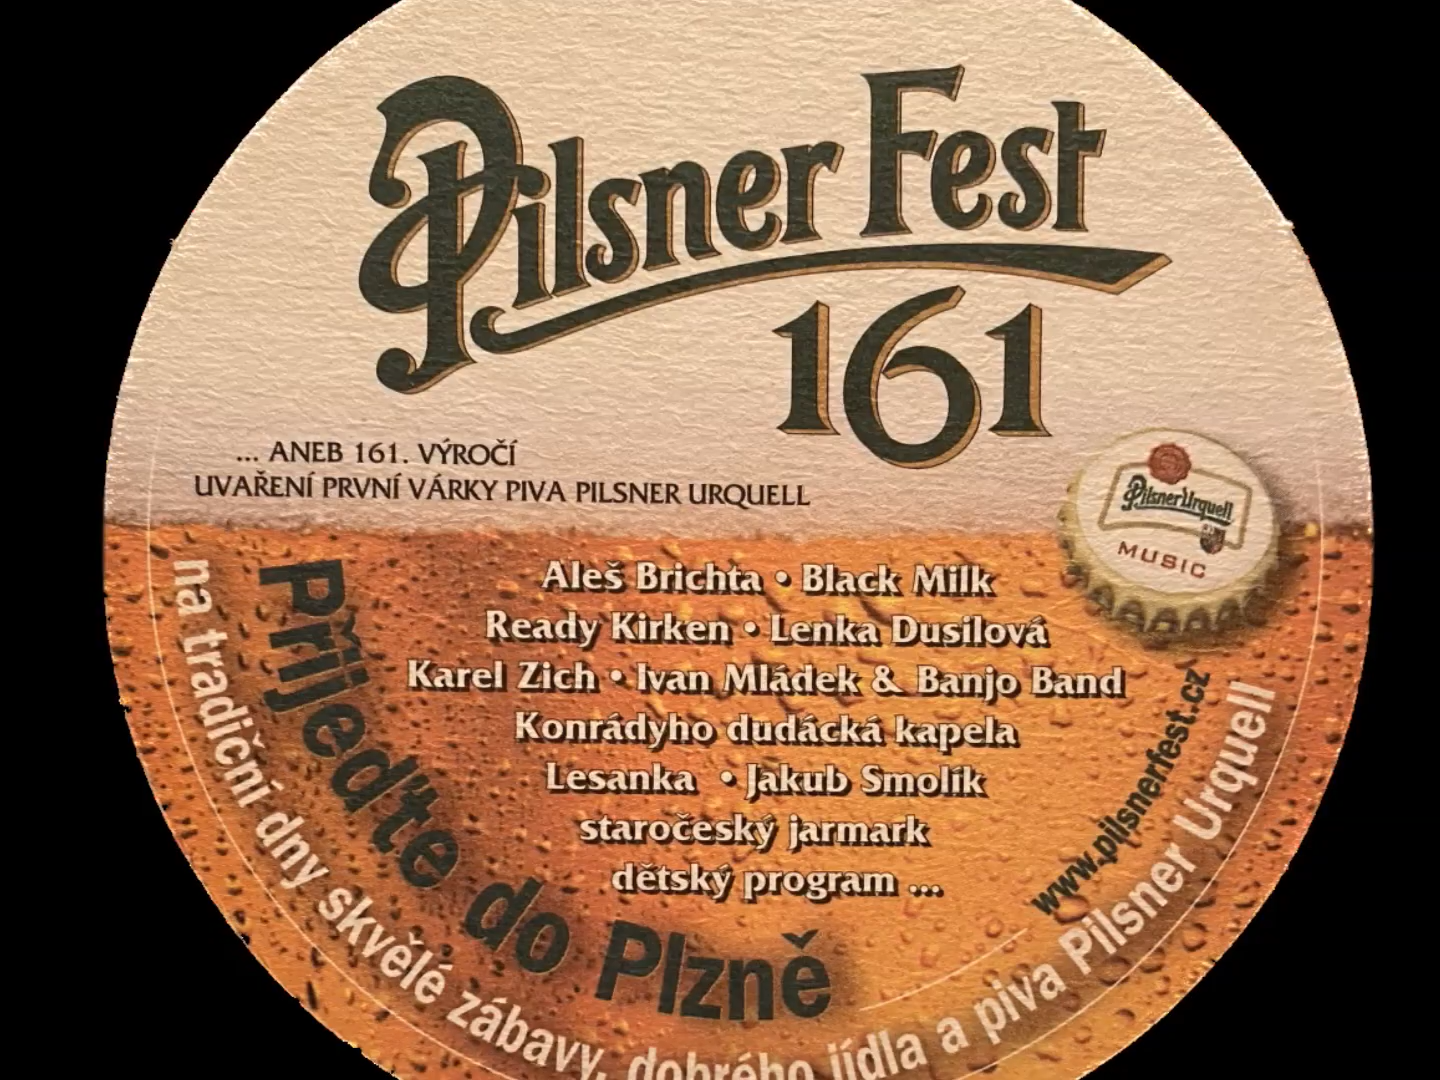 Pilsner Fest
161
... ANEB 161. VÝROČÍ
UVAŘENÍ PRVNÍ VÁRKY PIVA PILSNER URQUELL
Pilsner Urquell
MUSIC
Aleš Brichta • Black Milk
Ready Kirken • Lenka Dusilová
Karel Zich • Ivan Mládek & Banjo Band
Konrádyho dudácká kapela
Lesanka • Jakub Smolík
staročeský jarmark
dětský program ...
Přijeďte do Plzně
na tradiční dny skvělé zábavy, dobrého jídla a piva Pilsner Urquell
www.pilsnerfest.cz